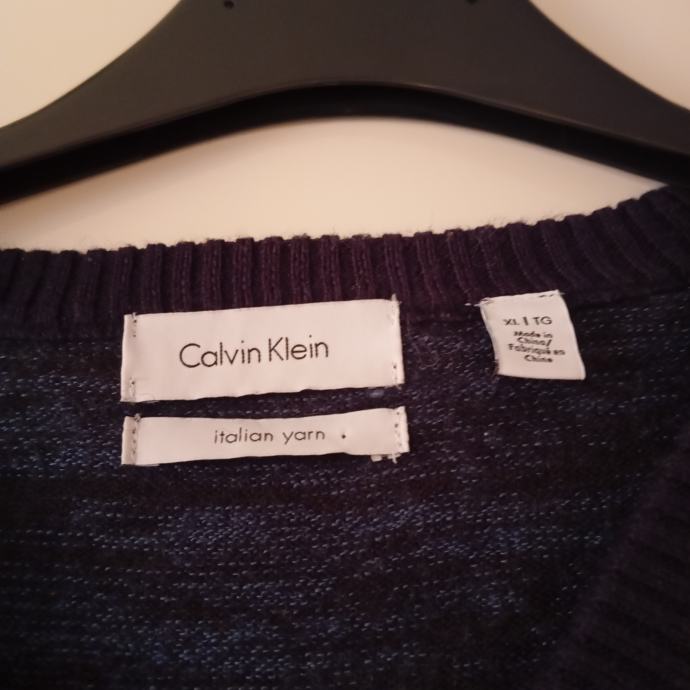 Calvin Klein
italian yarn
XL | TG
Made in
China/
Fabriqué en
Chine